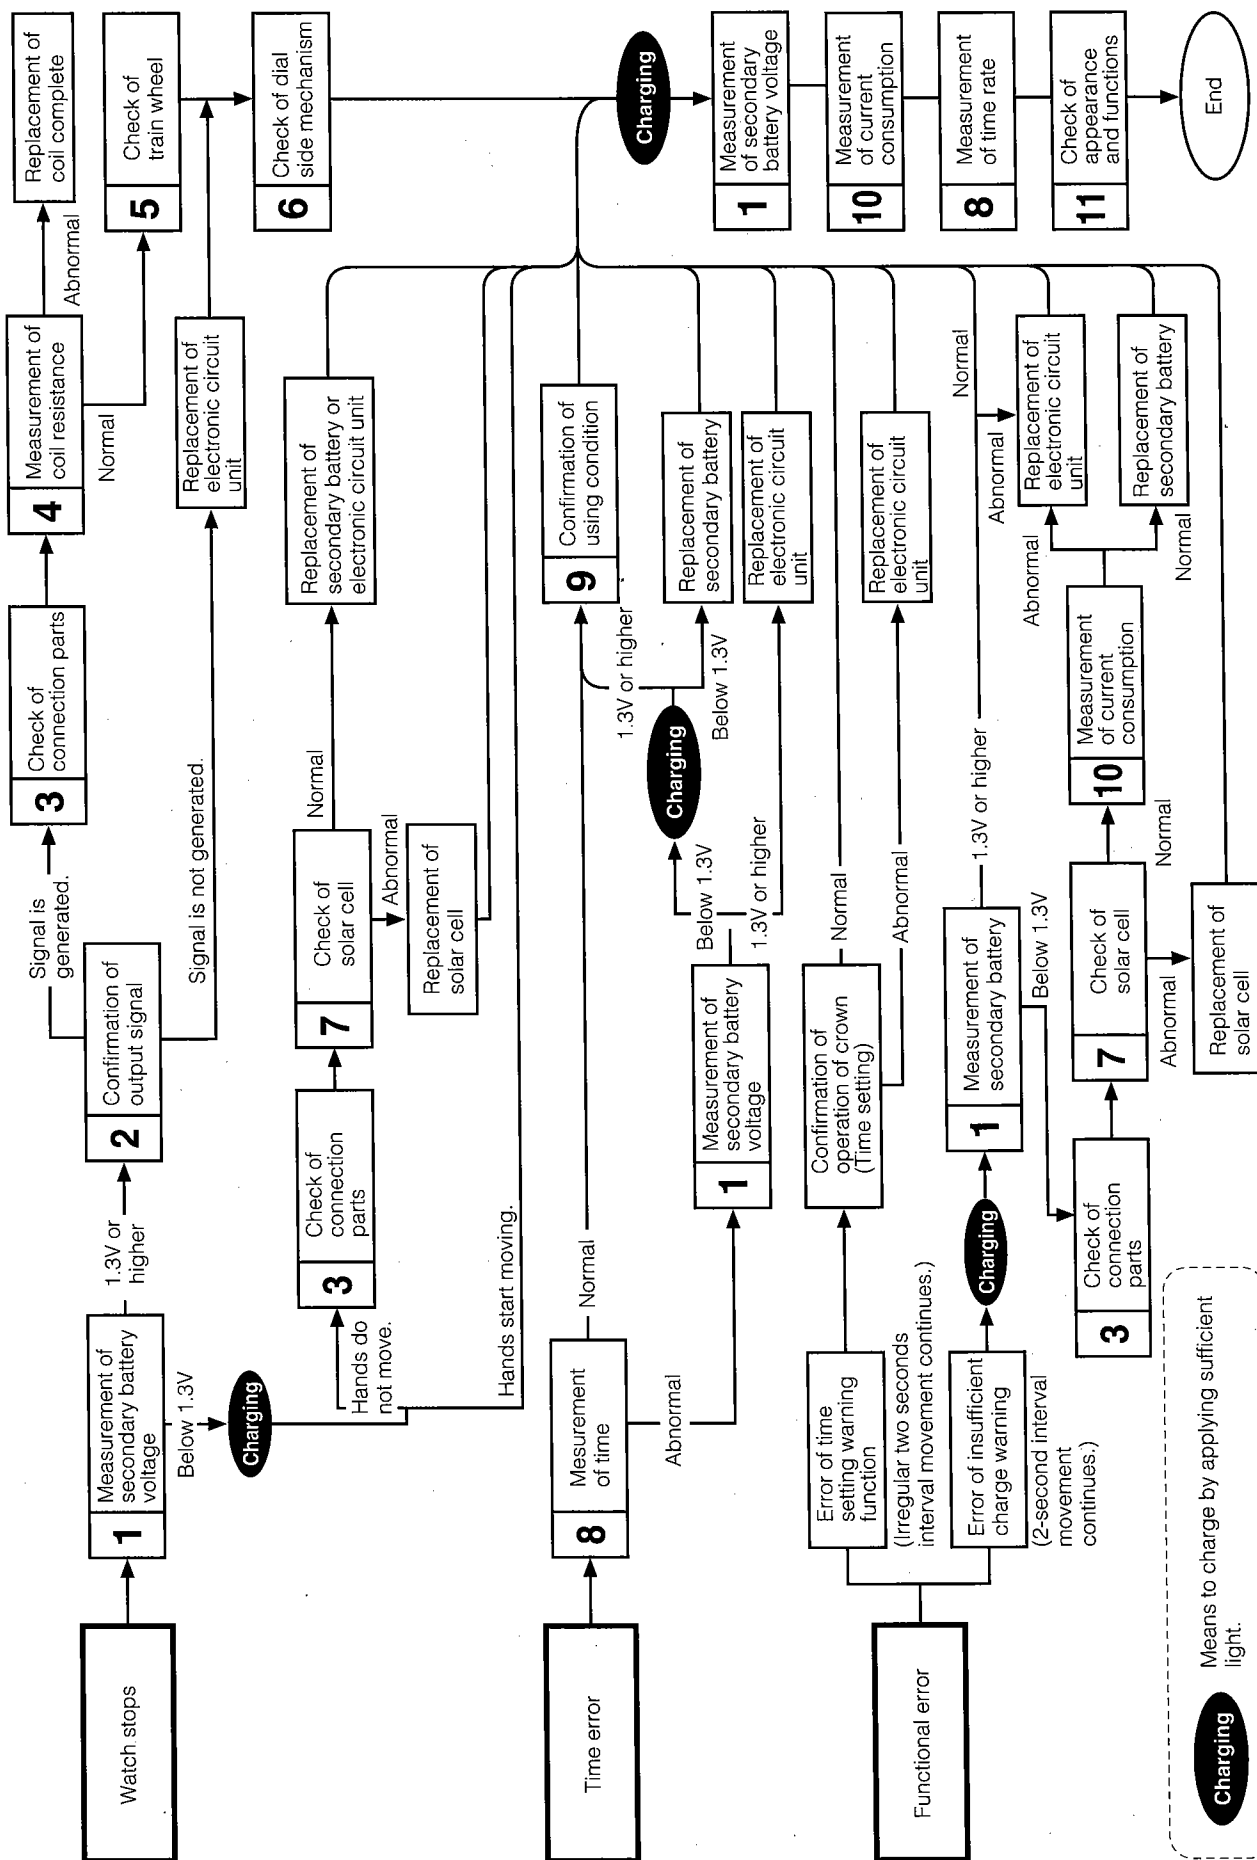 Watch stops
1
Measurement of
secondary battery
voltage
1.3V or
higher
Below 1.3V
Charging
2
Confirmation of
output signal
Signal is
generated.
Signal is not generated.
3
Check of
connection parts
4
Measurement of
coil resistance
Abnormal
Normal
Replacement of
coil complete
5
Check of
train wheel
Replacement of
electronic circuit
unit
6
Check of dial
side mechanism
Hands do
not move.
Hands start moving.
3
Check of
connection
parts
7
Check of
solar cell
Normal
Abnormal
Replacement of
secondary battery or
electronic circuit unit
Replacement of
solar cell
Time error
8
Mesurement
of time
Normal
Abnormal
1
Measurement of
secondary battery
voltage
Below 1.3V
1.3V or higher
Charging
1.3V or higher
Below 1.3V
9
Confirmation of
using condition
Replacement of
secondary battery
Replacement of
electronic circuit
unit
Functional error
Error of time
setting warning
function
(Irregular two seconds
interval movement continues.)
Confirmation of
operation of crown
(Time setting)
Normal
Abnormal
Replacement of
electronic circuit
unit
Error of insufficient
charge warning
(2-second interval
movement
continues.)
Charging
1
Measurement of
secondary battery
1.3V or higher
Below 1.3V
Normal
Abnormal
3
Check of
connection
parts
7
Check of
solar cell
Normal
Abnormal
Replacement of
solar cell
10
Measurement
of current
consumption
Abnormal
Normal
Replacement of
electronic circuit
unit
Replacement of
secondary battery
Charging
1
Measurement
of secondary
battery voltage
10
Measurement
of current
consumption
8
Measurement
of time rate
11
Check of
appearance
and functions
End
Charging
Means to charge by applying sufficient
light.